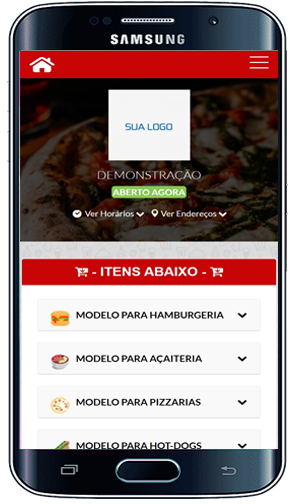 SAMSUNG
SUA LOGO
DEMONSTRAÇÃO
ABERTO AGORA
Ver Horários Ver Endereços
- ITENS ABAIXO -
MODELO PARA HAMBURGERIA
MODELO PARA AÇAITERIA
MODELO PARA PIZZARIAS
MODELO PARA HOT-DOGS